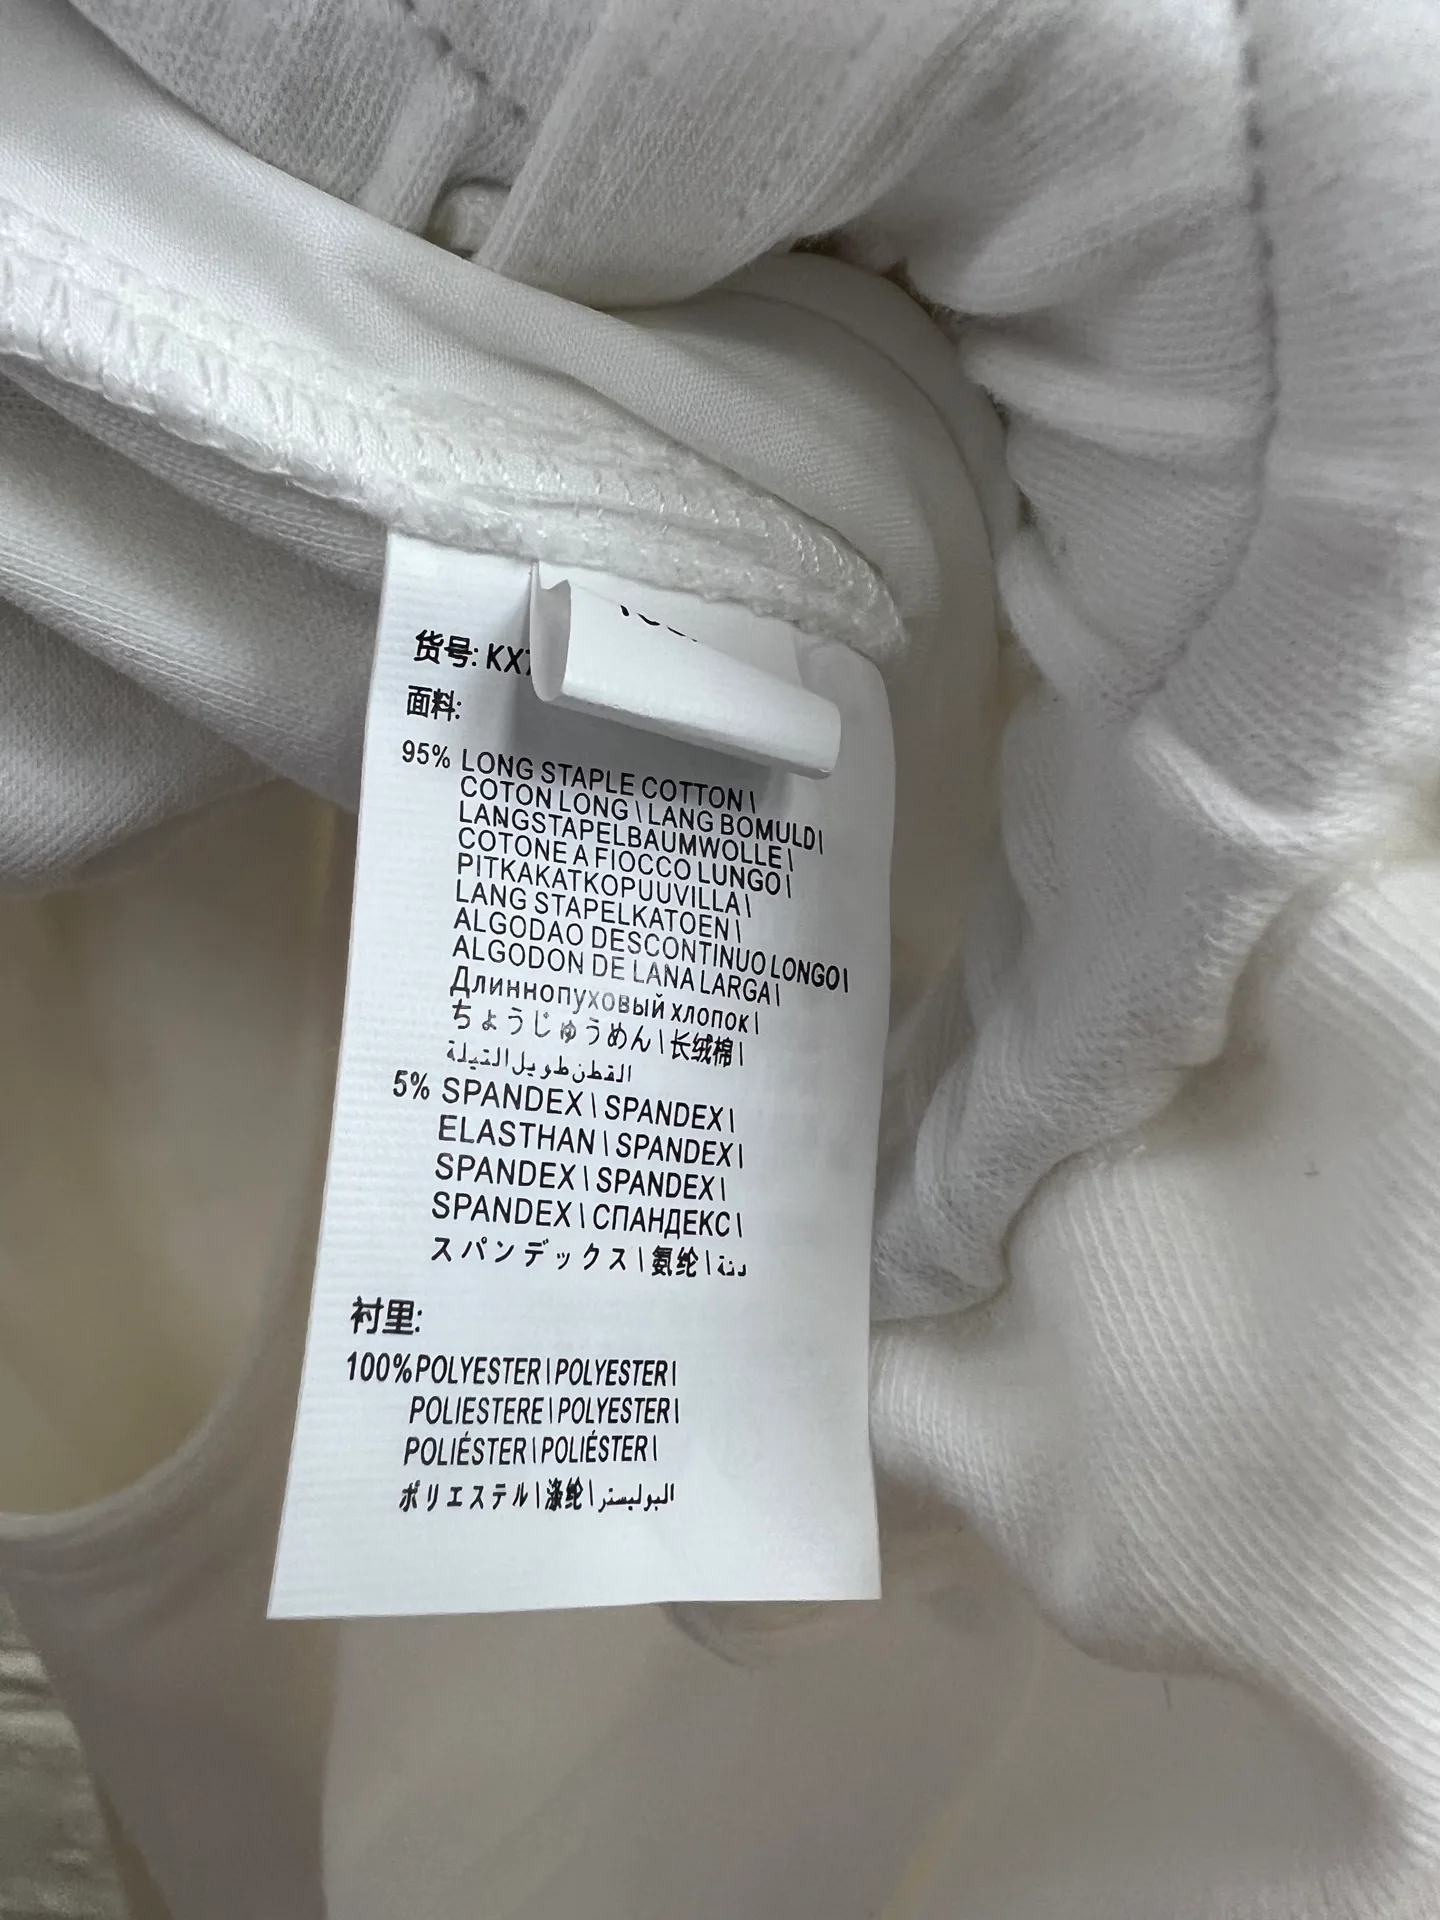 货号: KX7
面料:
95% LONG STAPLE COTTON\
COTON LONG\LANG BOMULD\
LANGSTAPELBAUMWOLLE\
COTONE A FIOCCO LUNGO\
PITKAKATKOPUUVILLA\
LANG STAPELKATOEN\
ALGODAO DESCONTINUO LONGO\
ALGODON DE LANA LARGA\
Длиннопуховый хлопок\
ちょうじゅうめん\长绒棉\
القطن طويل التيلة
5% SPANDEX\SPANDEX\
ELASTHAN\SPANDEX\
SPANDEX\SPANDEX\
SPANDEX\СПАНДЕКС\
スパンデックス\氨纶\دنة
衬里:
100%POLYESTER\POLYESTER\
POLIESTERE\POLYESTER\
POLIÉSTER\POLIÉSTER\
ポリエステル\涤纶\البوليستر